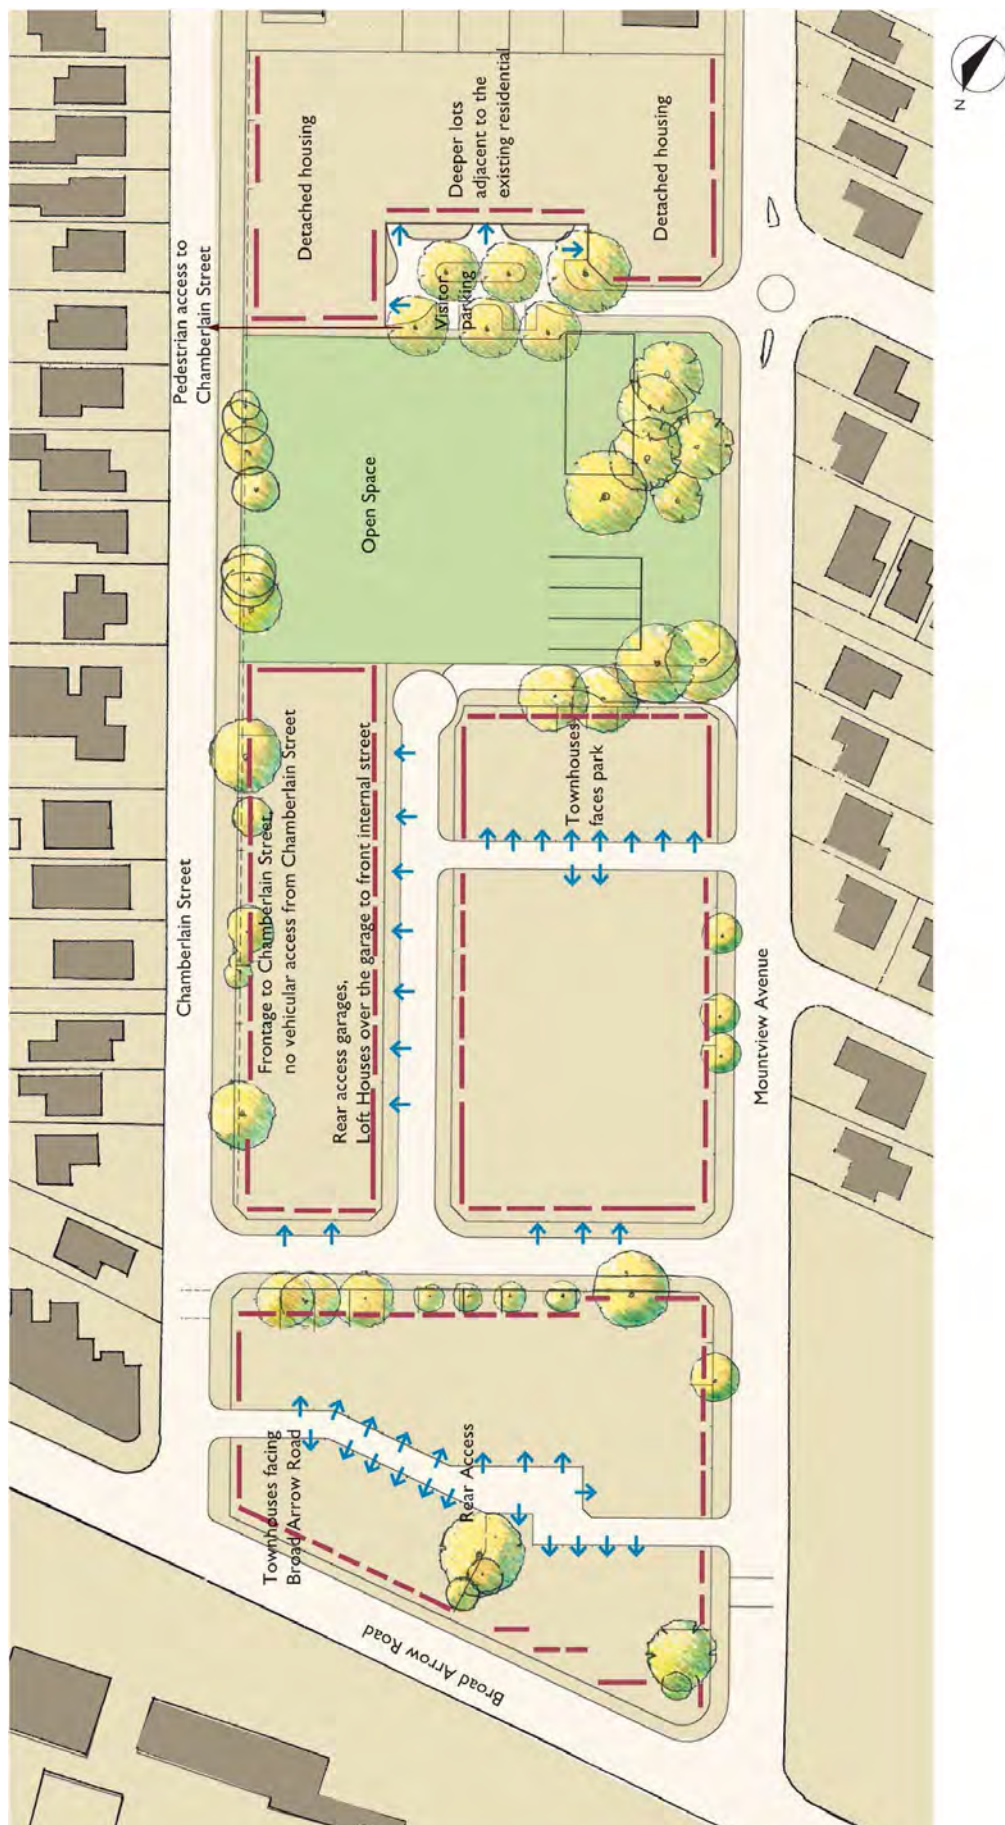 Detached housing
Deeper lots
adjacent to the
existing residential
Detached housing
Pedestrian access to
Chamberlain Street
Visitor
parking
Open Space
Chamberlain Street
Frontage to Chamberlain Street,
no vehicular access from Chamberlain Street
Rear access garages,
Loft Houses over the garage to front internal street
Townhouses
faces park
Mountview Avenue
Townhouses facing
Broad Arrow Road
Rear Access
Broad Arrow Road
N